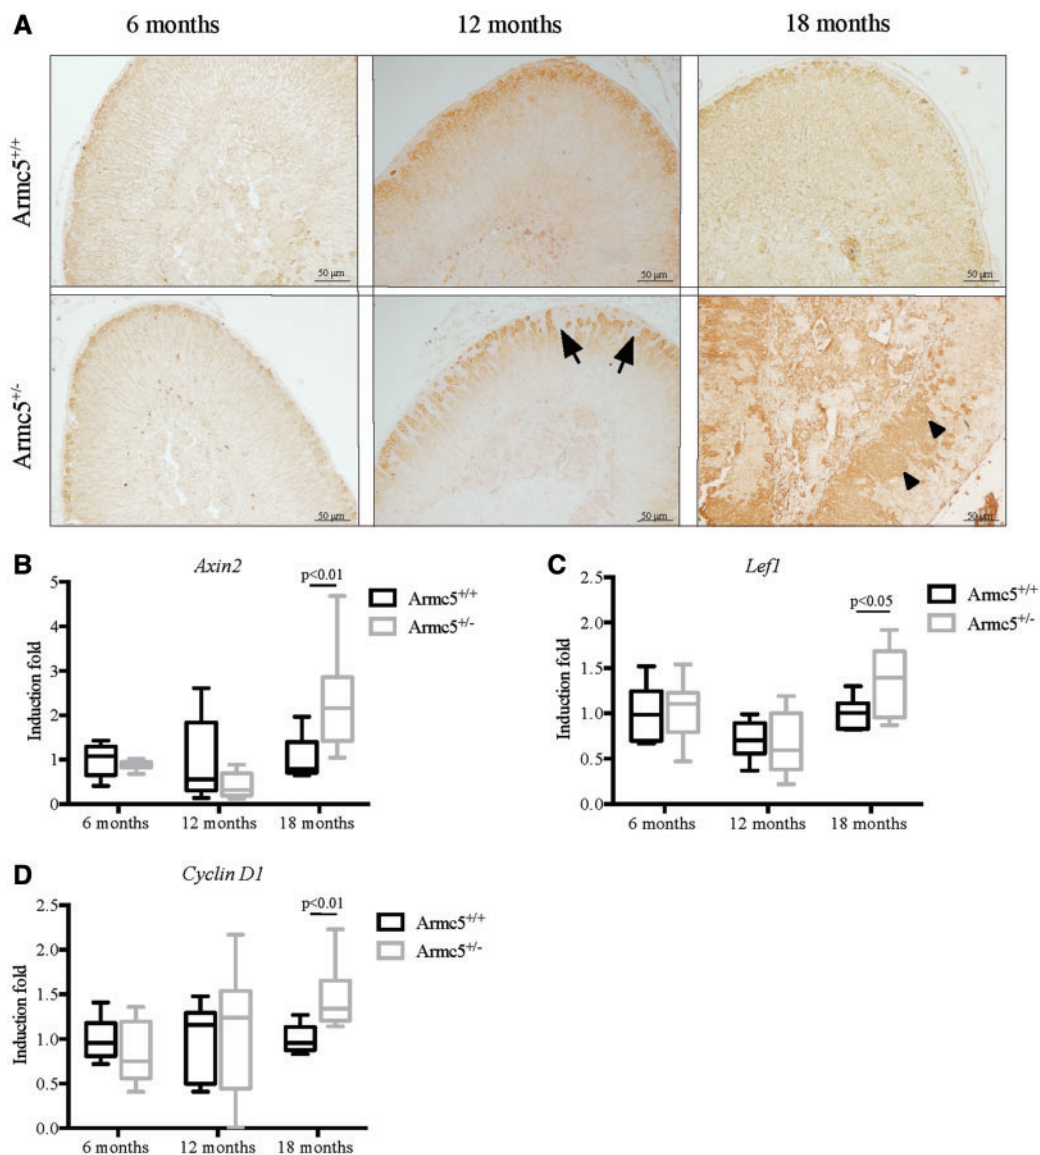 A
6 months 12 months 18 months
Armc5+/+
50 µm 50 µm 50 µm
Armc5+/-
50 µm 50 µm 50 µm
B
Axin2
p<0.01
Armc5+/+
Armc5+/-
Induction fold
5
4
3
2
1
0
6 months 12 months 18 months
C
Lef1
p<0.05
Armc5+/+
Armc5+/-
Induction fold
2.5
2.0
1.5
1.0
0.5
0.0
6 months 12 months 18 months
D
Cyclin D1
p<0.01
Armc5+/+
Armc5+/-
Induction fold
2.5
2.0
1.5
1.0
0.5
0.0
6 months 12 months 18 months